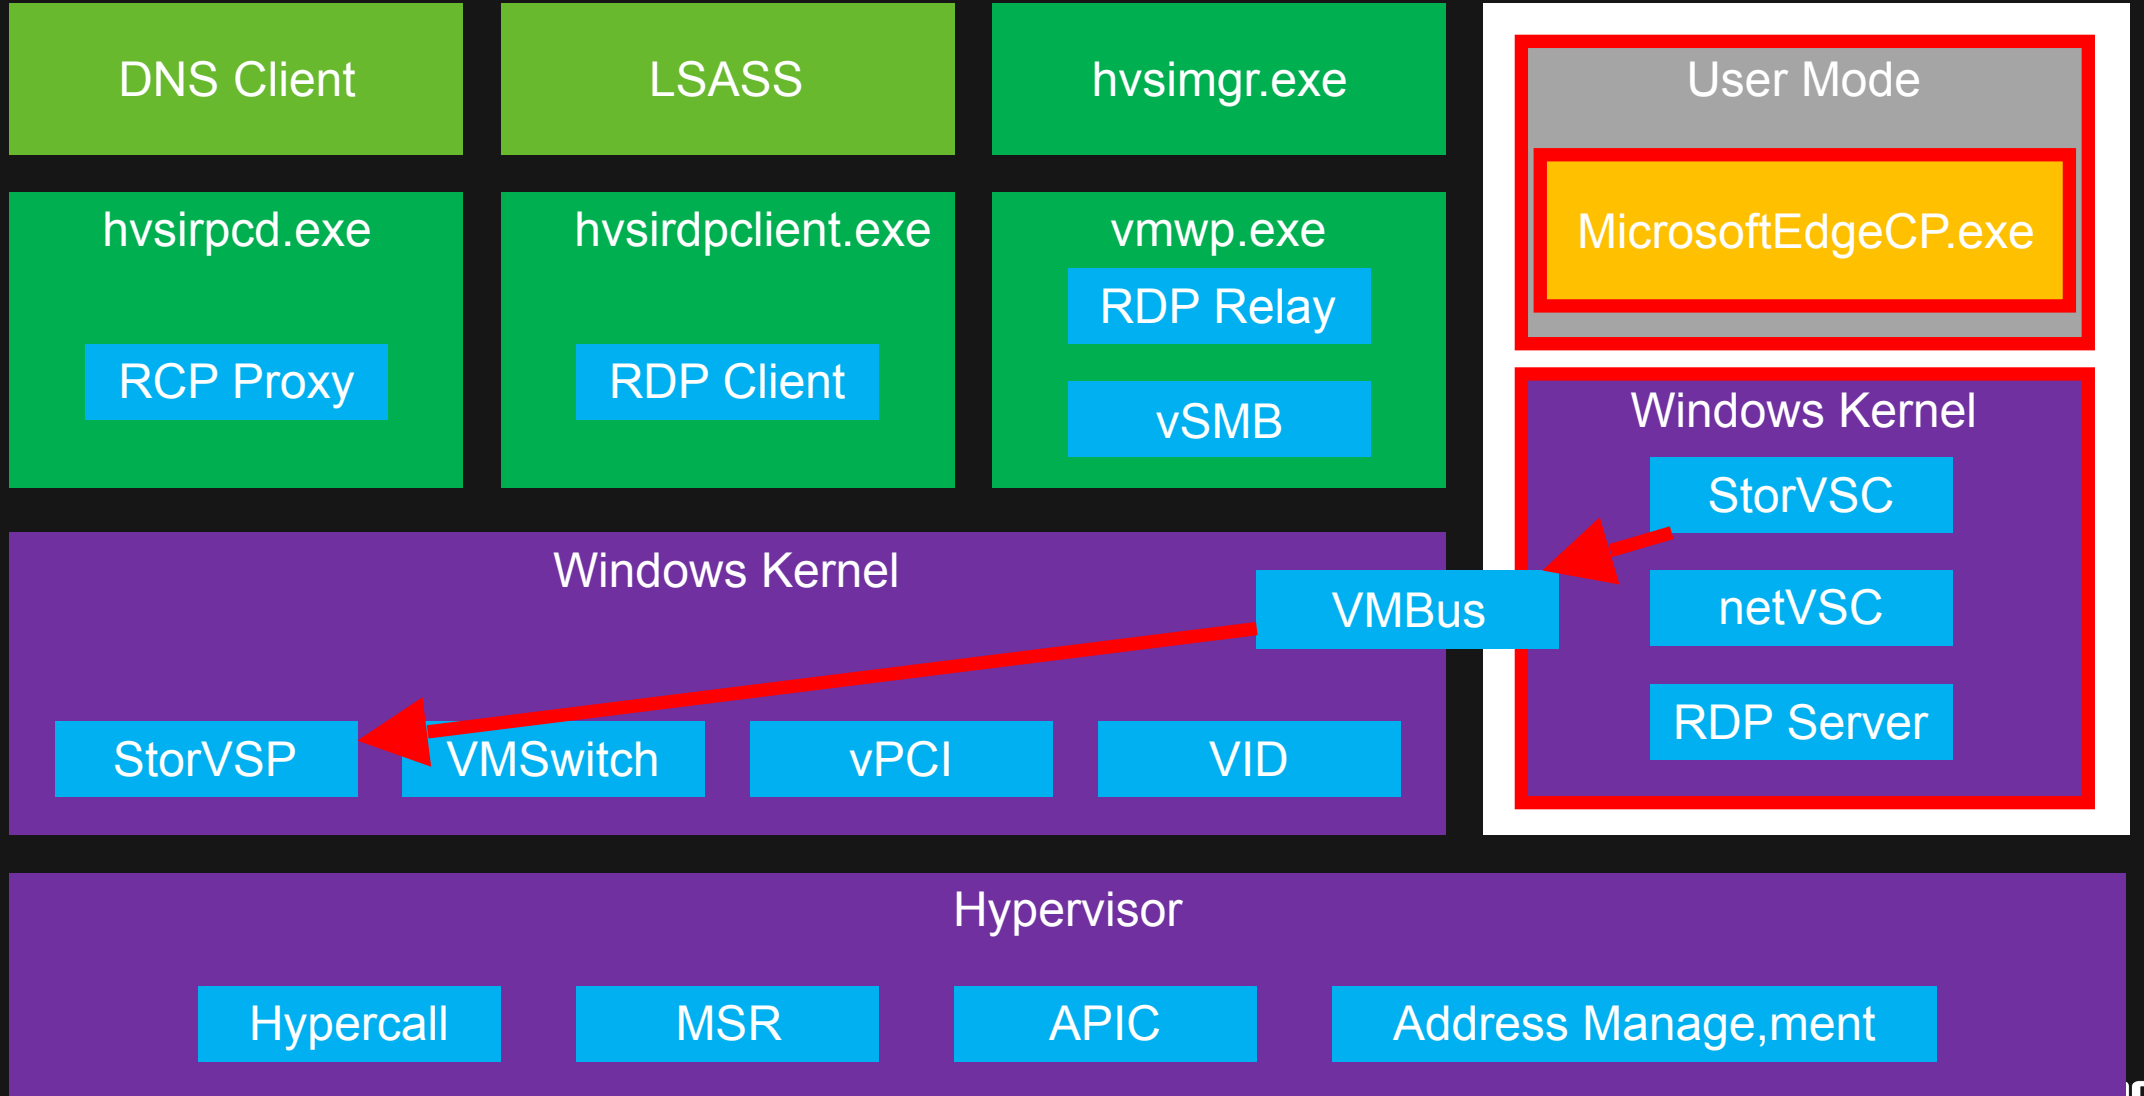 DNS Client
LSASS
hvsimgr.exe
User Mode
MicrosoftEdgeCP.exe
hvsirpcd.exe
RCP Proxy
hvsirdpclient.exe
RDP Client
vmwp.exe
RDP Relay
vSMB
Windows Kernel
StorVSC
netVSC
RDP Server
Windows Kernel
VMBus
StorVSP
VMSwitch
vPCI
VID
Hypervisor
Hypercall
MSR
APIC
Address Manage,ment